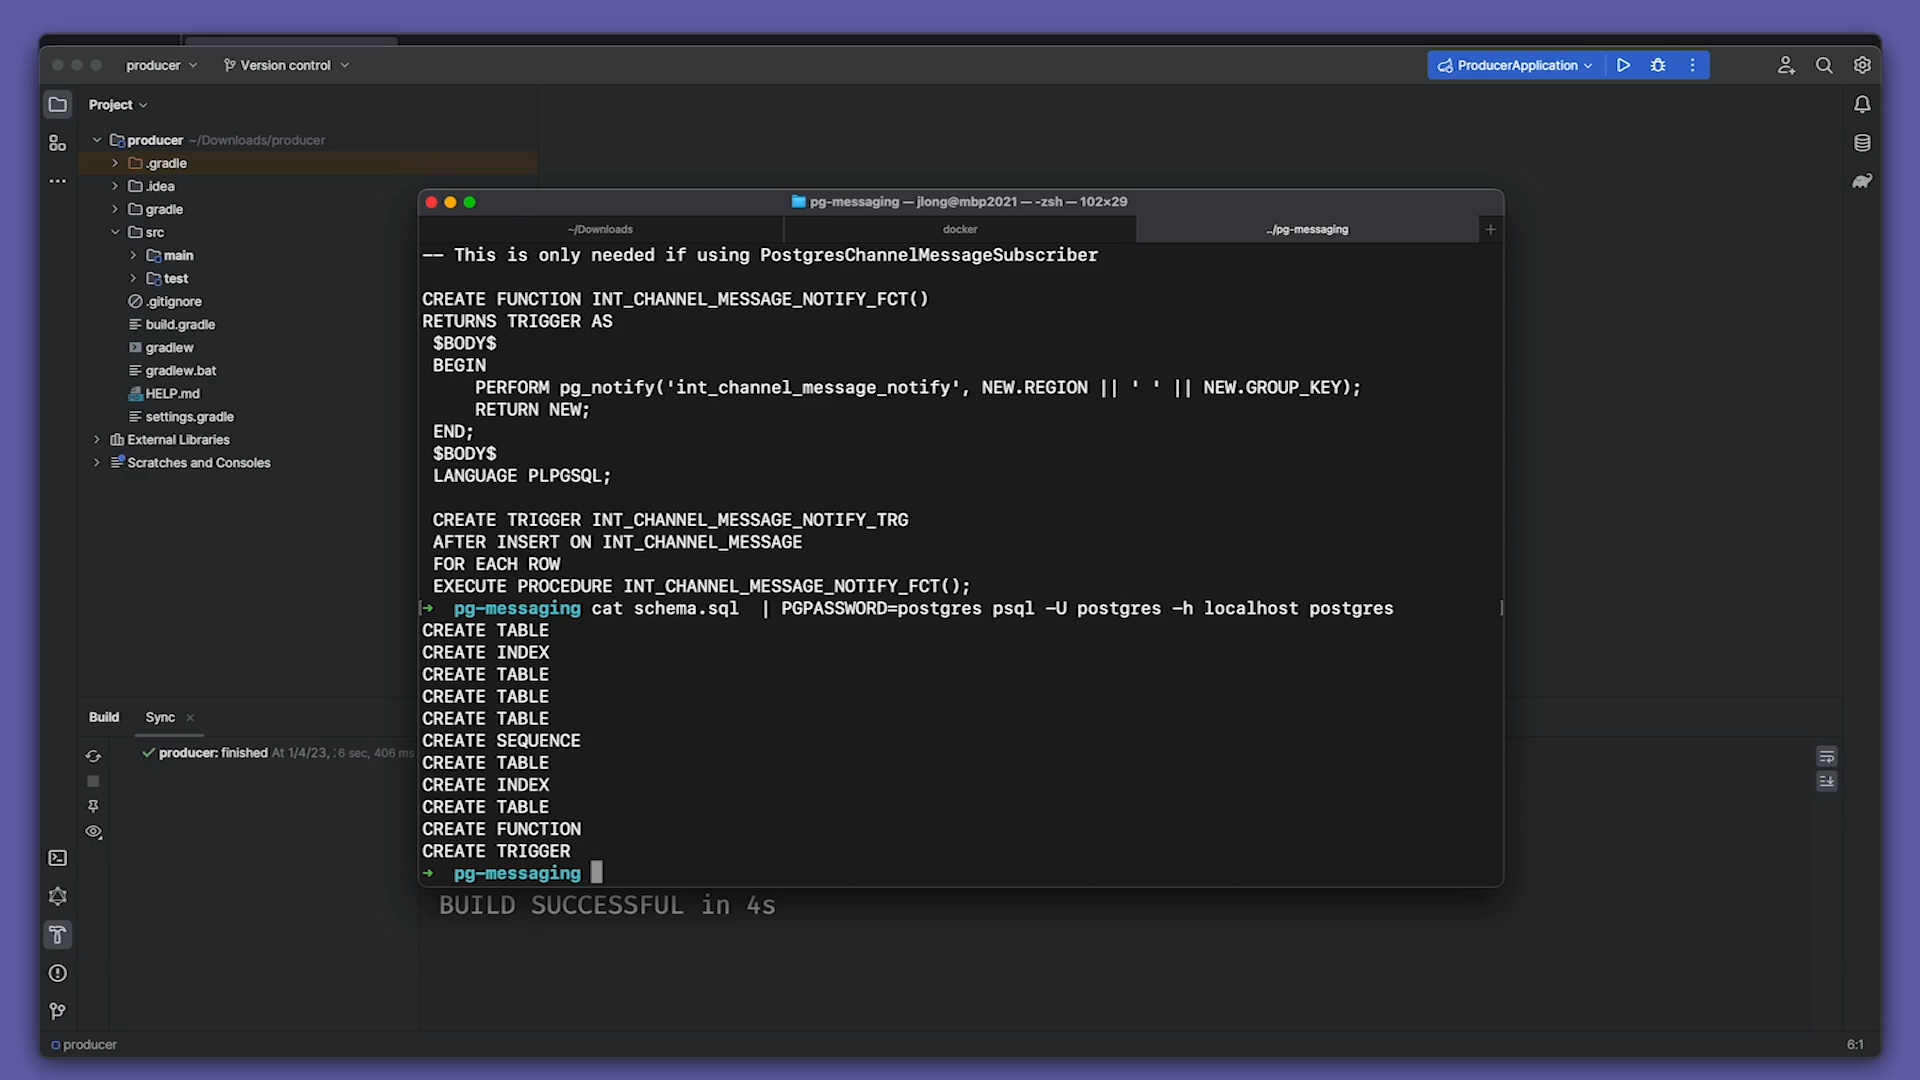 producer
Version control
ProducerApplication
Project
producer ~/Downloads/producer
.gradle
.idea
gradle
src
main
test
.gitignore
build.gradle
gradlew
gradlew.bat
HELP.md
settings.gradle
External Libraries
Scratches and Consoles
pg-messaging — jlong@mbp2021 — -zsh — 102×29
~/Downloads
docker
../pg-messaging
+
-- This is only needed if using PostgresChannelMessageSubscriber
CREATE FUNCTION INT_CHANNEL_MESSAGE_NOTIFY_FCT()
RETURNS TRIGGER AS
$BODY$
BEGIN
PERFORM pg_notify('int_channel_message_notify', NEW.REGION || ' ' || NEW.GROUP_KEY);
RETURN NEW;
END;
$BODY$
LANGUAGE PLPGSQL;
CREATE TRIGGER INT_CHANNEL_MESSAGE_NOTIFY_TRG
AFTER INSERT ON INT_CHANNEL_MESSAGE
FOR EACH ROW
EXECUTE PROCEDURE INT_CHANNEL_MESSAGE_NOTIFY_FCT();
[➜ pg-messaging cat schema.sql | PGPASSWORD=postgres psql -U postgres -h localhost postgres ]
CREATE TABLE
CREATE INDEX
CREATE TABLE
CREATE TABLE
CREATE TABLE
CREATE SEQUENCE
CREATE TABLE
CREATE INDEX
CREATE TABLE
CREATE FUNCTION
CREATE TRIGGER
➜ pg-messaging
Build
Sync
producer: finished At 1/4/23, 6 sec, 406 ms
BUILD SUCCESSFUL in 4s
producer
6:1